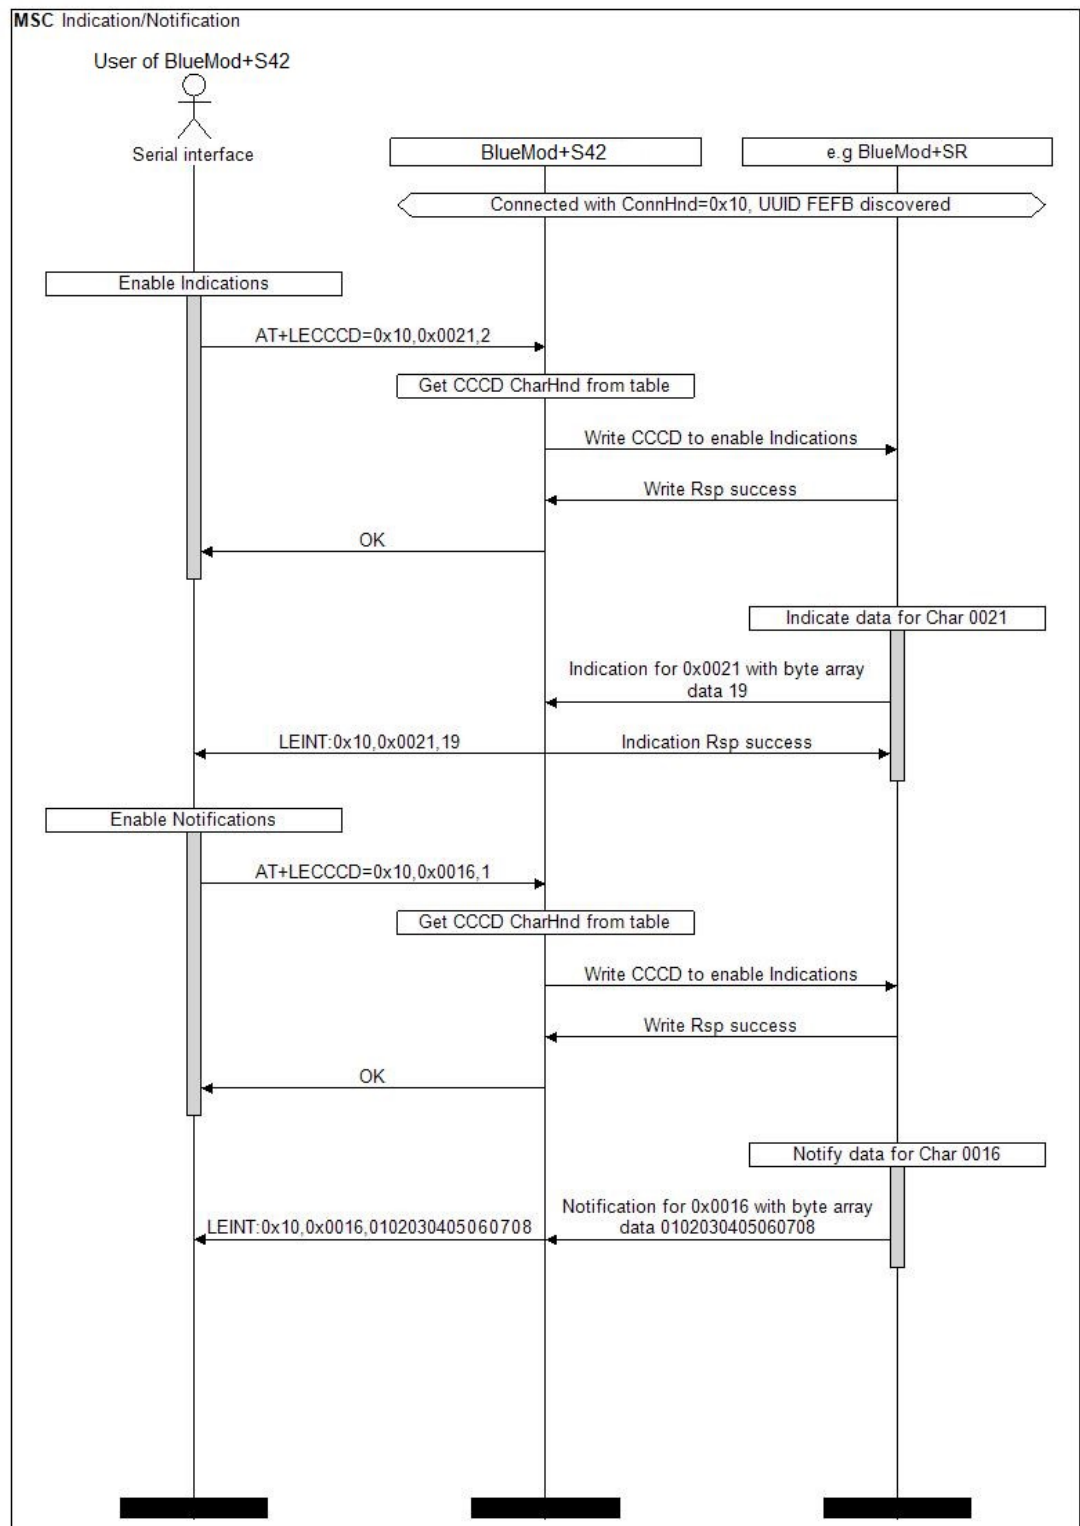 MSC Indication/Notification
User of BlueMod+S42
Serial interface
BlueMod+S42
e.g BlueMod+SR
Connected with ConnHnd=0x10, UUID FEFB discovered
Enable Indications
AT+LECCCD=0x10,0x0021,2
Get CCCD CharHnd from table
Write CCCD to enable Indications
Write Rsp success
OK
Indicate data for Char 0021
Indication for 0x0021 with byte array
data 19
LEINT:0x10,0x0021,19
Indication Rsp success
Enable Notifications
AT+LECCCD=0x10,0x0016,1
Get CCCD CharHnd from table
Write CCCD to enable Indications
Write Rsp success
OK
Notify data for Char 0016
Notification for 0x0016 with byte array
data 0102030405060708
LEINT:0x10,0x0016,0102030405060708